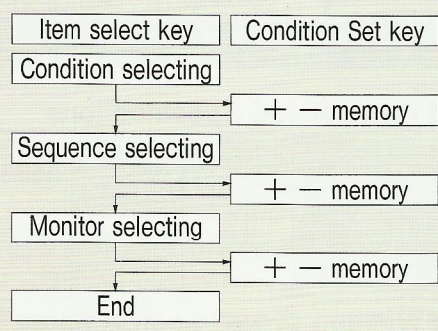 Item select key Condition Set key
Condition selecting
+ − memory
Sequence selecting
+ − memory
Monitor selecting
+ − memory
End